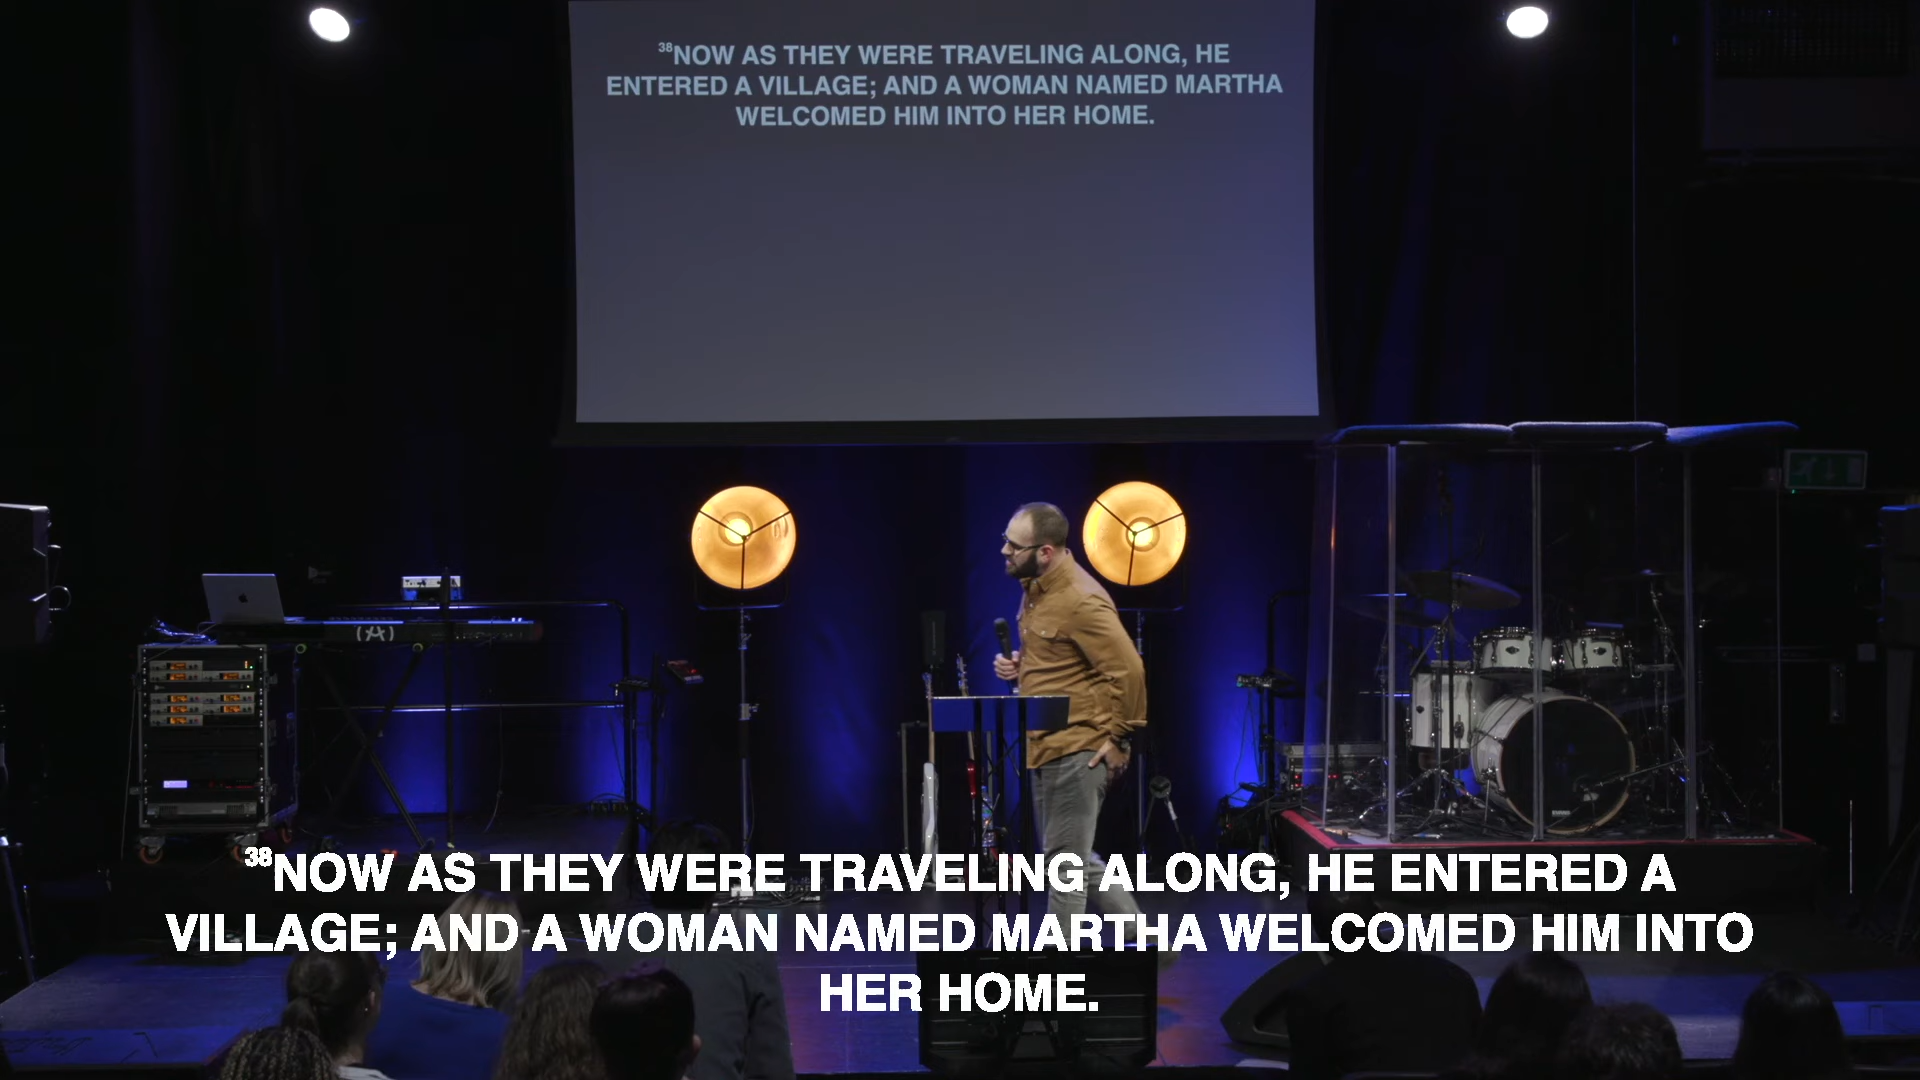 ³⁸NOW AS THEY WERE TRAVELING ALONG, HE
ENTERED A VILLAGE; AND A WOMAN NAMED MARTHA
WELCOMED HIM INTO HER HOME.
(A)
³⁸NOW AS THEY WERE TRAVELING ALONG, HE ENTERED A
VILLAGE; AND A WOMAN NAMED MARTHA WELCOMED HIM INTO
HER HOME.